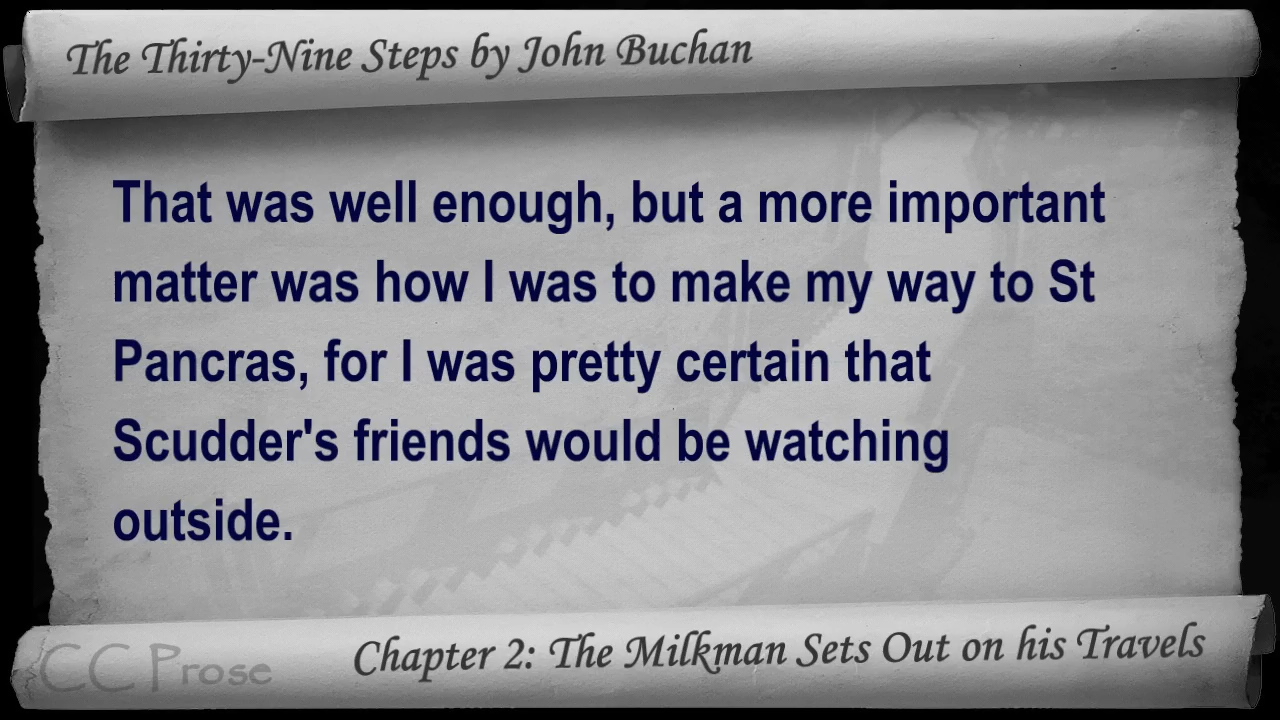 The Thirty-Nine Steps by John Buchan
That was well enough, but a more important
matter was how I was to make my way to St
Pancras, for I was pretty certain that
Scudder's friends would be watching
outside.
Chapter 2: The Milkman Sets Out on his Travels
CC Prose